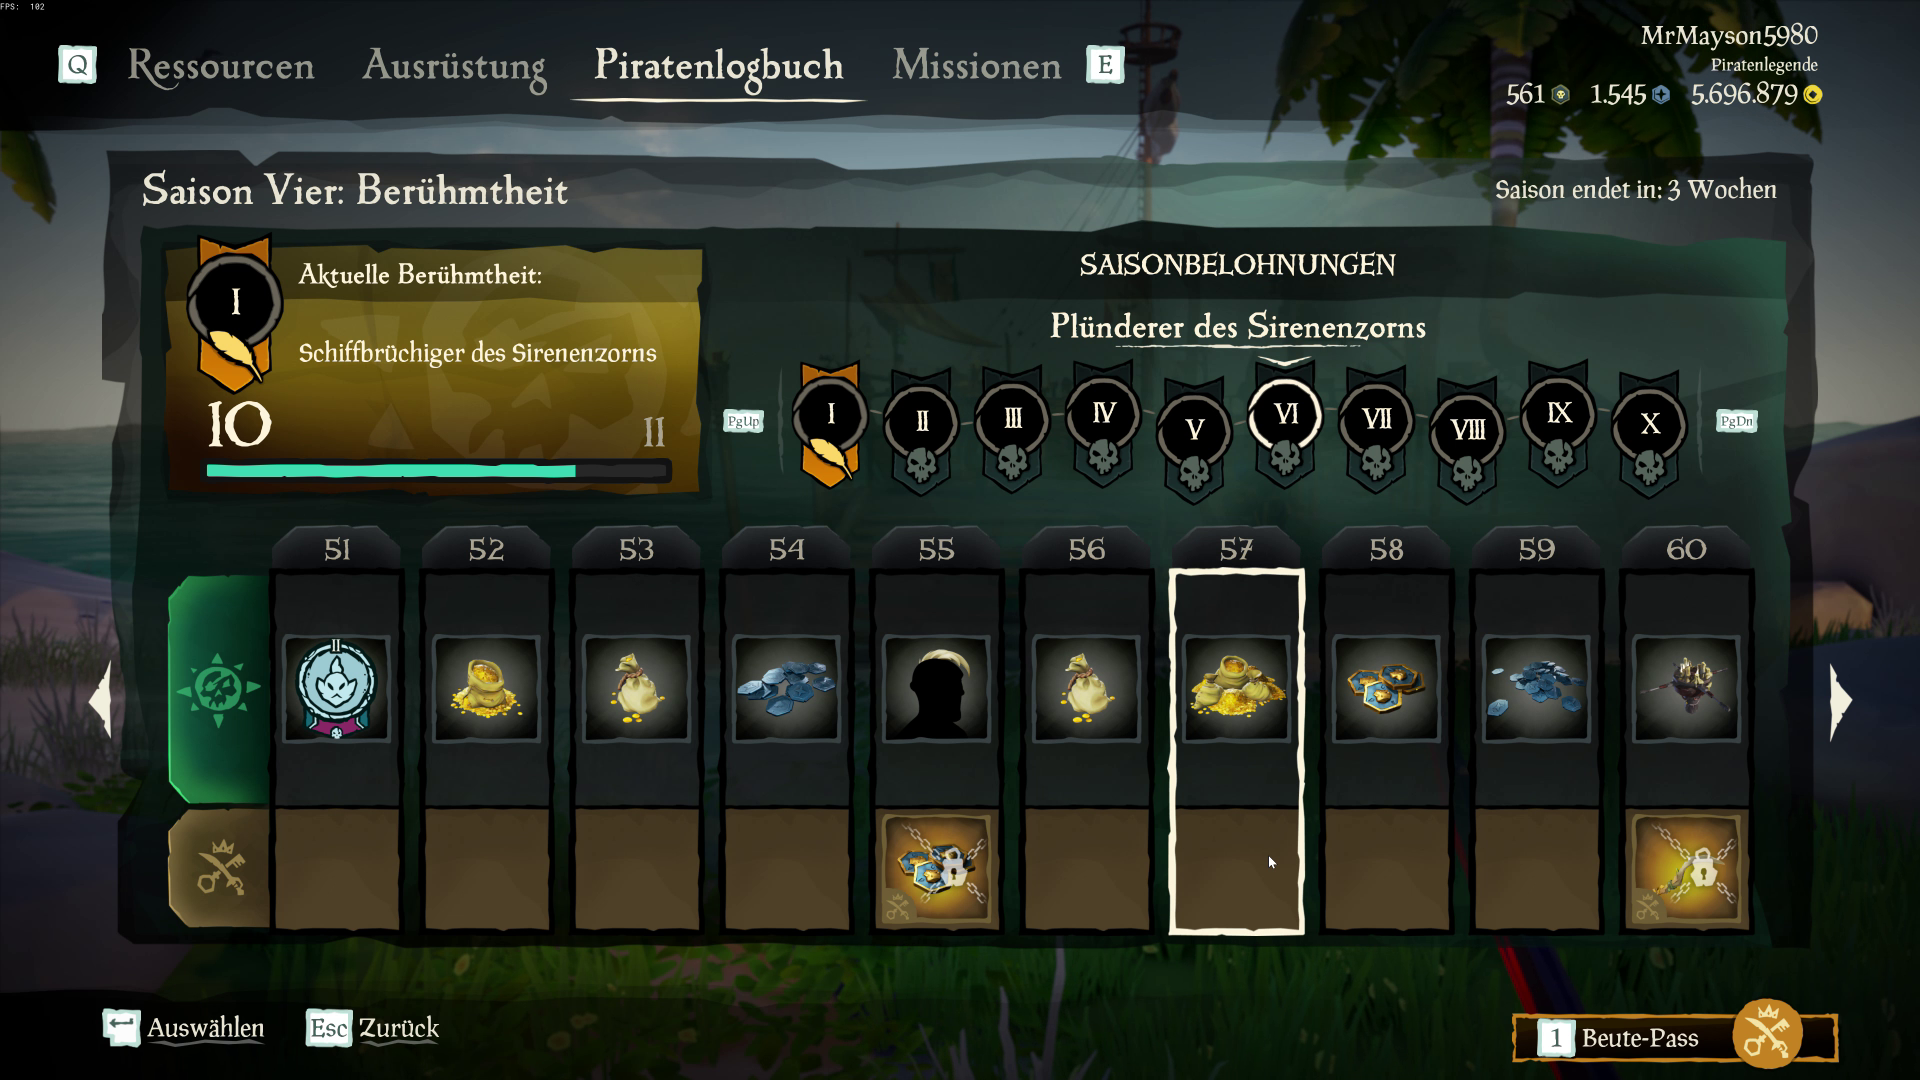 FPS: 102
Q Ressourcen Ausrüstung Piratenlogbuch Missionen E
MrMayson5980
Piratenlegende
561 1.545 5.696.879
Saison Vier: Berühmtheit
Saison endet in: 3 Wochen
I
Aktuelle Berühmtheit:
Schiffbrüchiger des Sirenenzorns
10 11
SAISONBELOHNUNGEN
Plünderer des Sirenenzorns
PgUp I II III IV V VI VII VIII IX X PgDn
51 52 53 54 55 56 57 58 59 60
II
Auswählen Esc Zurück
1 Beute-Pass